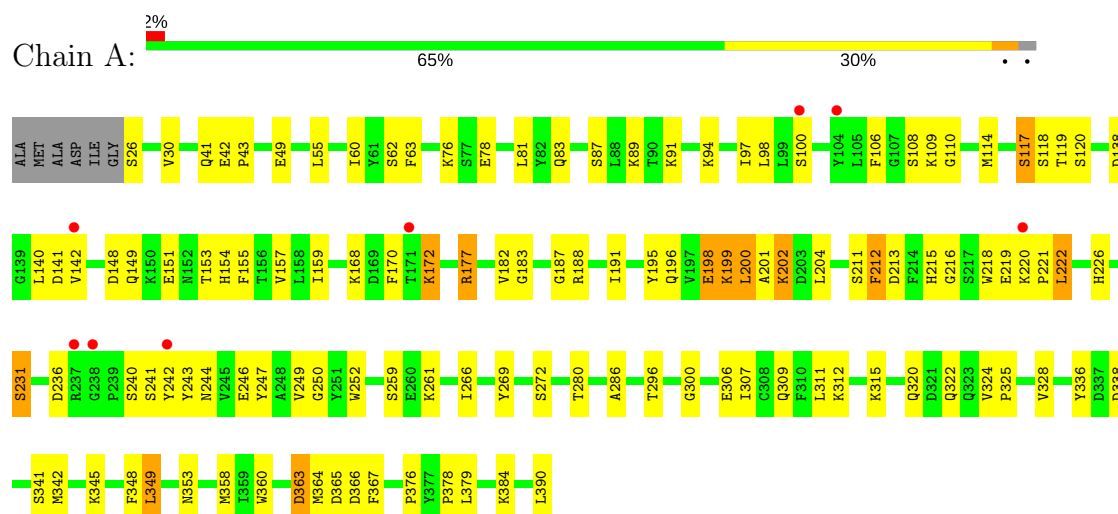 2%
Chain A:
65% 30% • •
ALA MET ALA ASP ILE GLY S26 V30 Q41 E42 P43 E49 L55 I60 Y61 S62 F63 K76 S77 E78 L81 Y82 Q83 S87 L88 K89 T90 K91 K94 I97 L98 L99 S100 Y104 L105 F106 G107 S108 K109 G110 M114 S117 S118 T119 S120 D138
G139 L140 D141 V142 D148 Q149 K150 E151 N152 T153 H154 F155 T156 V157 L158 I159 K168 D169 F170 T171 K172 R177 V182 G183 G187 R188 I191 Y195 Q196 V197 E198 K199 L200 A201 K202 D203 L204 S211 F212 D213 F214 H215 G216 S217 W218 E219 K220 P221 L222 H226
S231 D236 R237 G238 P239 S240 S241 Y242 Y243 N244 V245 E246 Y247 A248 V249 G250 Y251 W252 S259 E260 K261 I266 Y269 S272 T280 A286 T296 G300 E306 I307 C308 Q309 F310 L311 K312 K315 Q320 D321 Q322 Q323 V324 P325 V328 Y336 D337 D338
S341 M342 K345 F348 L349 N353 M358 I359 W360 D363 M364 D365 D366 F367 P376 Y377 P378 L379 K384 L390